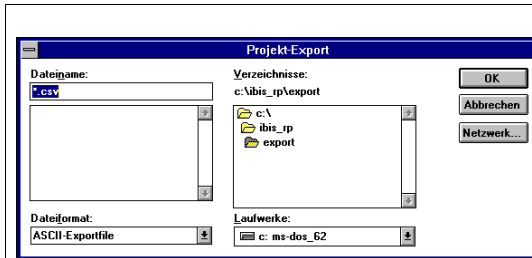 Projekt-Export
Dateiname:
*.csv
Verzeichnisse:
c:\ibis_rp\export
c:\
ibis_rp
export
OK
Abbrechen
Netzwerk...
Dateiformat:
ASCII-Exportfile
Laufwerke:
c: ms-dos_62